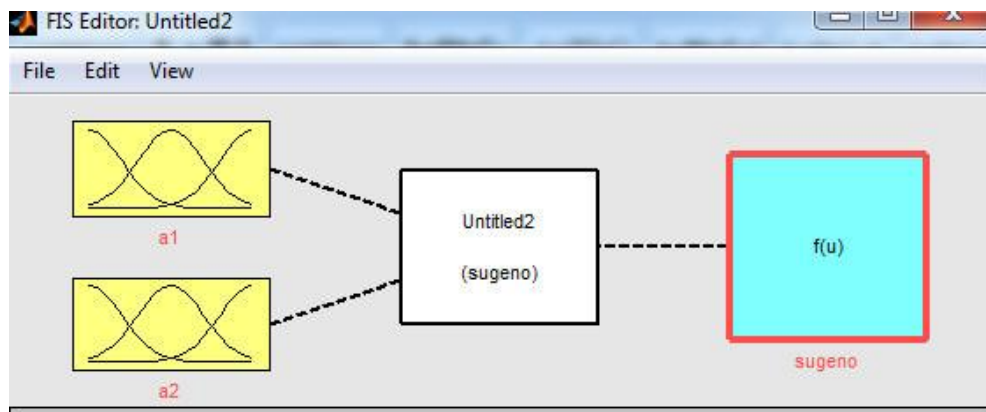 FIS Editor: Untitled2
File Edit View
a1
a2
Untitled2
(sugeno)
f(u)
sugeno